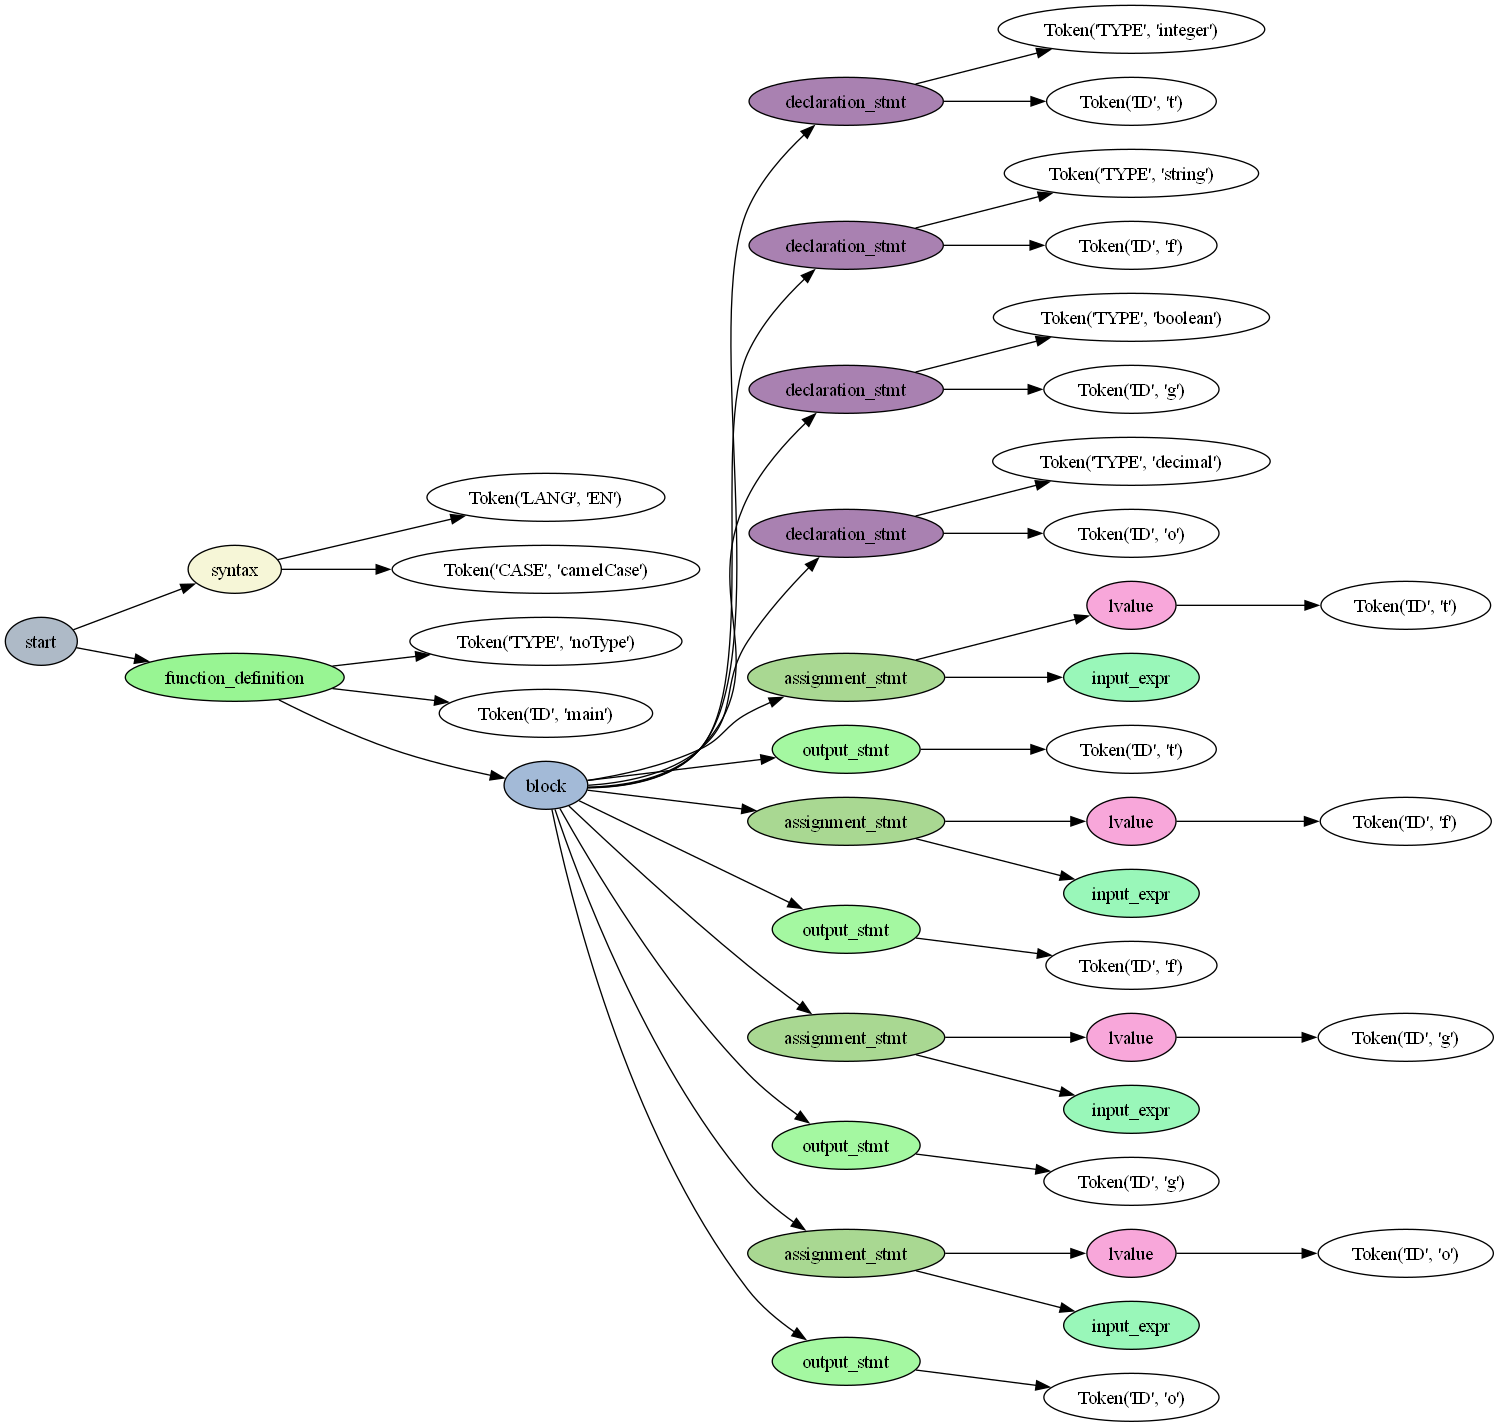 start
syntax
Token('LANG', 'EN')
Token('CASE', 'camelCase')
function_definition
Token('TYPE', 'noType')
Token('ID', 'main')
block
declaration_stmt
Token('TYPE', 'integer')
Token('ID', 't')
declaration_stmt
Token('TYPE', 'string')
Token('ID', 'f')
declaration_stmt
Token('TYPE', 'boolean')
Token('ID', 'g')
declaration_stmt
Token('TYPE', 'decimal')
Token('ID', 'o')
assignment_stmt
lvalue
Token('ID', 't')
input_expr
output_stmt
Token('ID', 't')
assignment_stmt
lvalue
Token('ID', 'f')
input_expr
output_stmt
Token('ID', 'f')
assignment_stmt
lvalue
Token('ID', 'g')
input_expr
output_stmt
Token('ID', 'g')
assignment_stmt
lvalue
Token('ID', 'o')
input_expr
output_stmt
Token('ID', 'o')